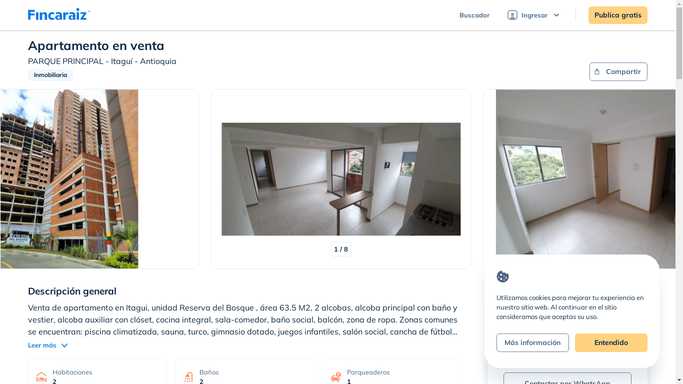 Fincaraiz
Buscador
Ingresar
Publica gratis
Apartamento en venta
PARQUE PRINCIPAL - Itaguí - Antioquia
Inmobiliaria
Compartir
1 / 8
Descripción general
Venta de apartamento en Itagui, unidad Reserva del Bosque , área 63.5 M2, 2 alcobas, alcoba principal con baño y
vestier, alcoba auxiliar con clóset, cocina integral, sala-comedor, baño social, balcón, zona de ropa. Zonas comunes
se encuentran: piscina climatizada, sauna, turco, gimnasio dotado, juegos infantiles, salón social, cancha de fútbol...
Leer más
Habitaciones
2
Baños
2
Parqueaderos
1
Utilizamos cookies para mejorar tu experiencia en
nuestro sitio web. Al continuar en el sitio
consideramos que aceptas su uso.
Más información
Entendido
Contactar por WhatsApp